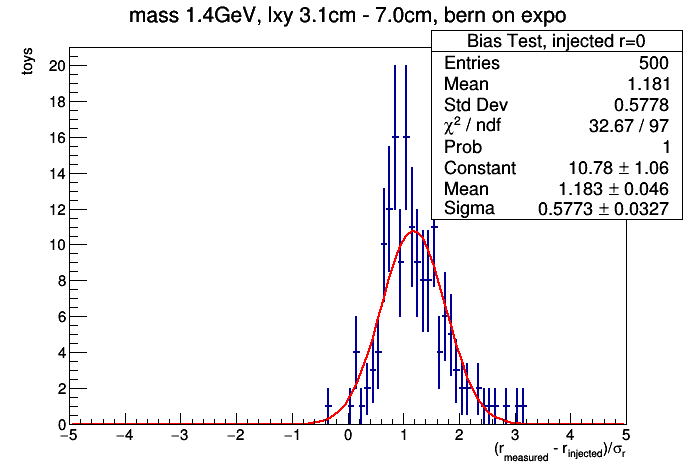 mass 1.4GeV, lxy 3.1cm - 7.0cm, bern on expo
toys
Bias Test, injected r=0
Entries 500
Mean 1.181
Std Dev 0.5778
χ² / ndf 32.67 / 97
Prob 1
Constant 10.78 ± 1.06
Mean 1.183 ± 0.046
Sigma 0.5773 ± 0.0327
20
18
16
14
12
10
8
6
4
2
0
−5 −4 −3 −2 −1 0 1 2 3 4 5
(r_measured - r_injected)/σ_r